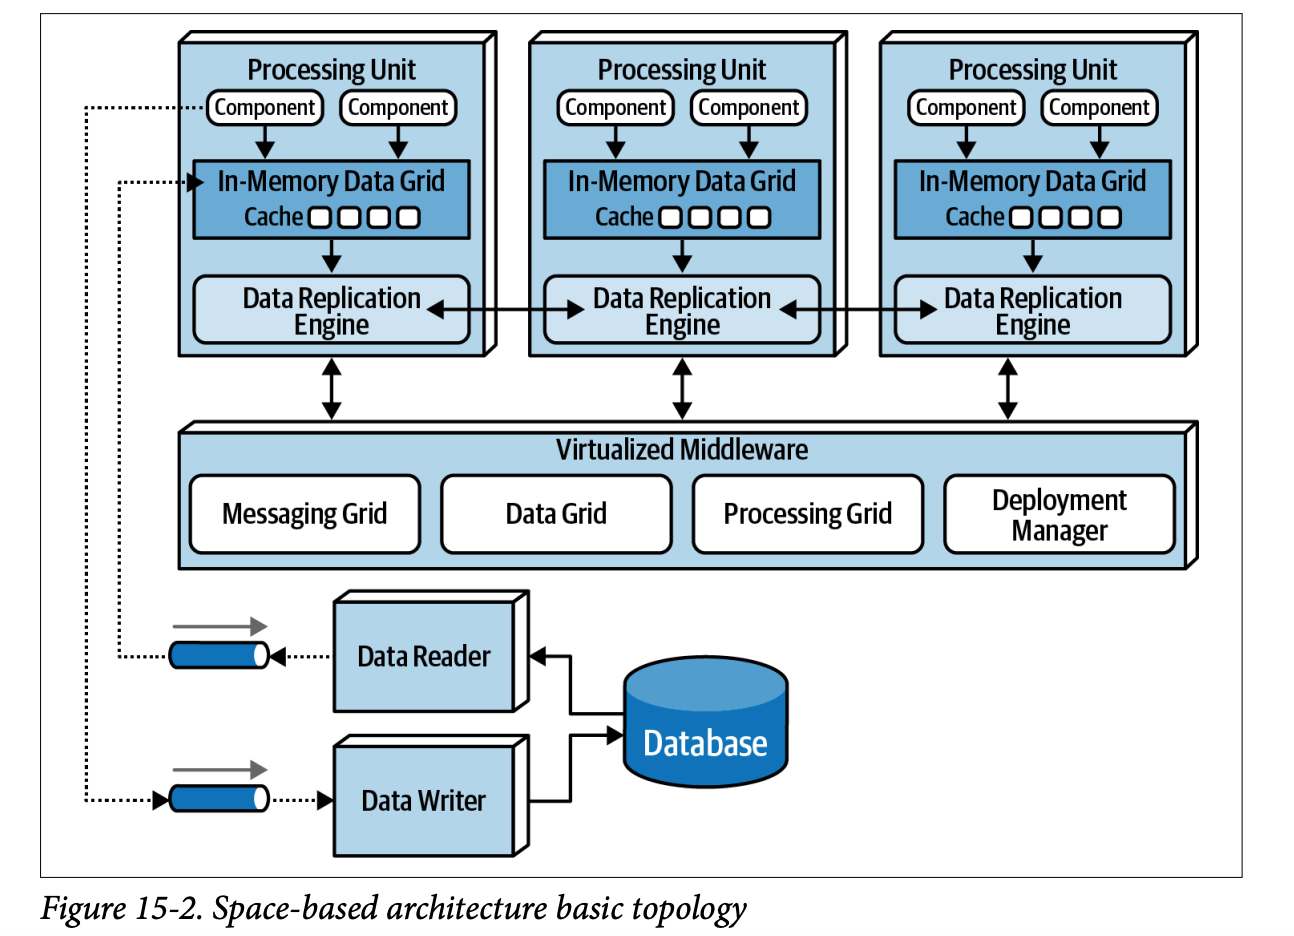 Processing Unit
Component
Component
In-Memory Data Grid
Cache
Data Replication
Engine
Processing Unit
Component
Component
In-Memory Data Grid
Cache
Data Replication
Engine
Processing Unit
Component
Component
In-Memory Data Grid
Cache
Data Replication
Engine
Virtualized Middleware
Messaging Grid
Data Grid
Processing Grid
Deployment
Manager
Data Reader
Database
Data Writer
Figure 15-2. Space-based architecture basic topology